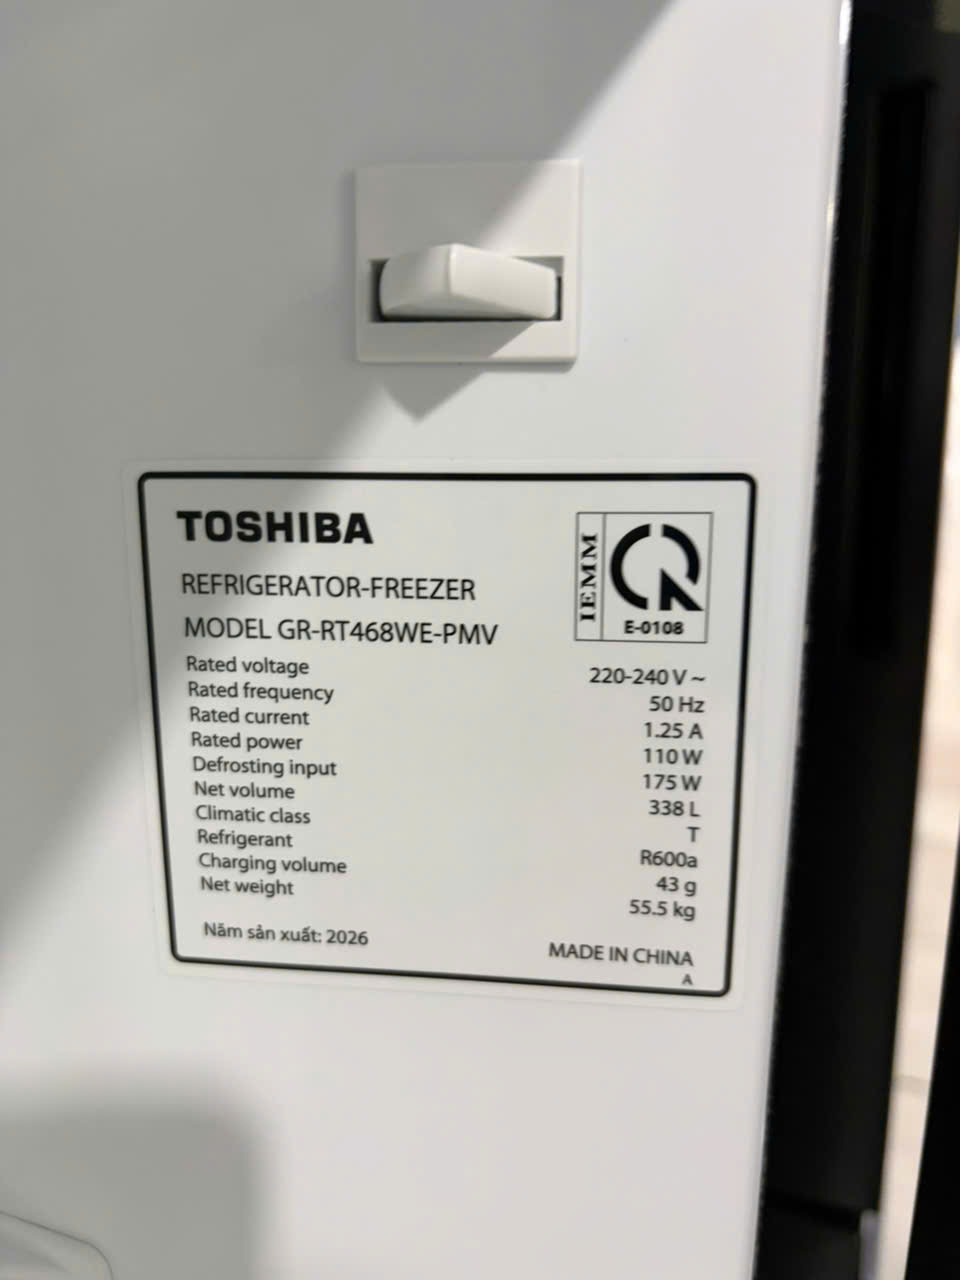 TOSHIBA
REFRIGERATOR-FREEZER
MODEL GR-RT468WE-PMV
IEMM
E-0108
Rated voltage 220-240 V ~
Rated frequency 50 Hz
Rated current 1.25 A
Rated power 110 W
Defrosting input 175 W
Net volume 338 L
Climatic class T
Refrigerant R600a
Charging volume 43 g
Net weight 55.5 kg
Năm sản xuất: 2026
MADE IN CHINA
A